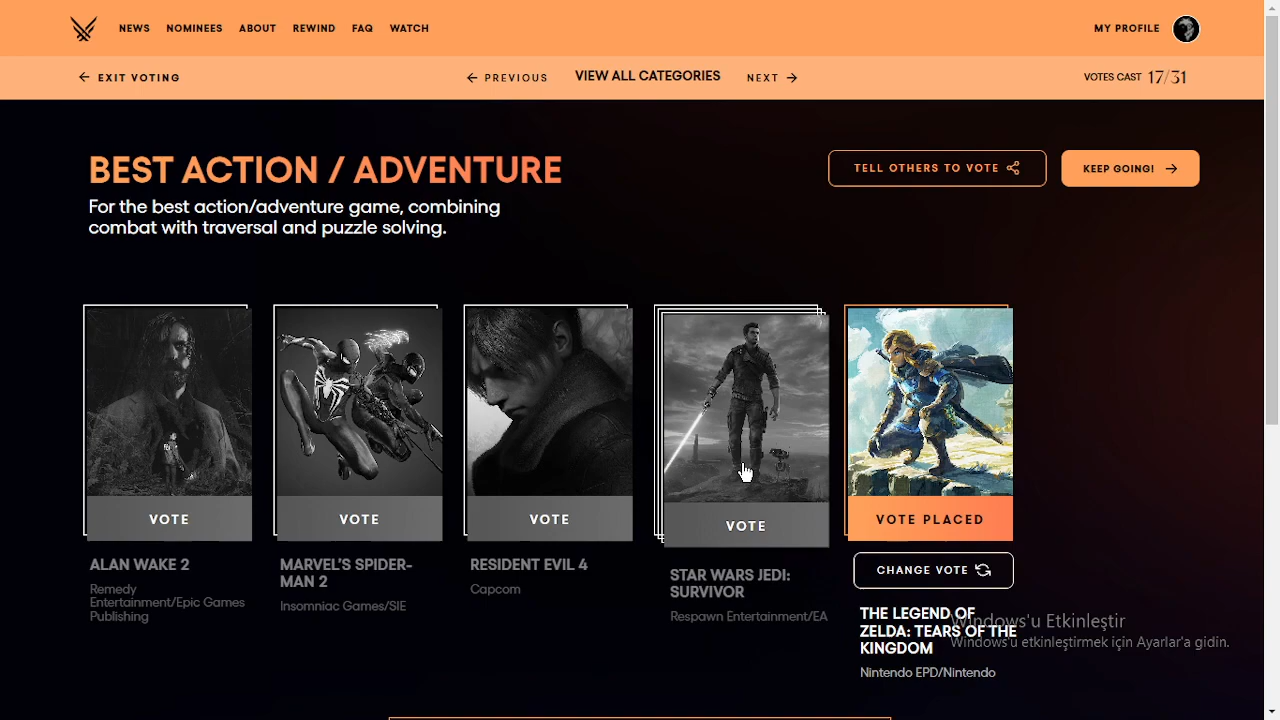 NEWS NOMINEES ABOUT REWIND FAQ WATCH MY PROFILE
EXIT VOTING PREVIOUS VIEW ALL CATEGORIES NEXT VOTES CAST 17/31
BEST ACTION / ADVENTURE
For the best action/adventure game, combining
combat with traversal and puzzle solving.
TELL OTHERS TO VOTE
KEEP GOING!
VOTE
ALAN WAKE 2
Remedy
Entertainment/Epic Games
Publishing
VOTE
MARVEL'S SPIDER-
MAN 2
Insomniac Games/SIE
VOTE
RESIDENT EVIL 4
Capcom
VOTE
STAR WARS JEDI:
SURVIVOR
Respawn Entertainment/EA
VOTE PLACED
CHANGE VOTE
THE LEGEND OF
ZELDA: TEARS OF THE
KINGDOM
Nintendo EPD/Nintendo
Windows'u Etkinleştir
Windows'u etkinleştirmek için Ayarlar'a gidin.